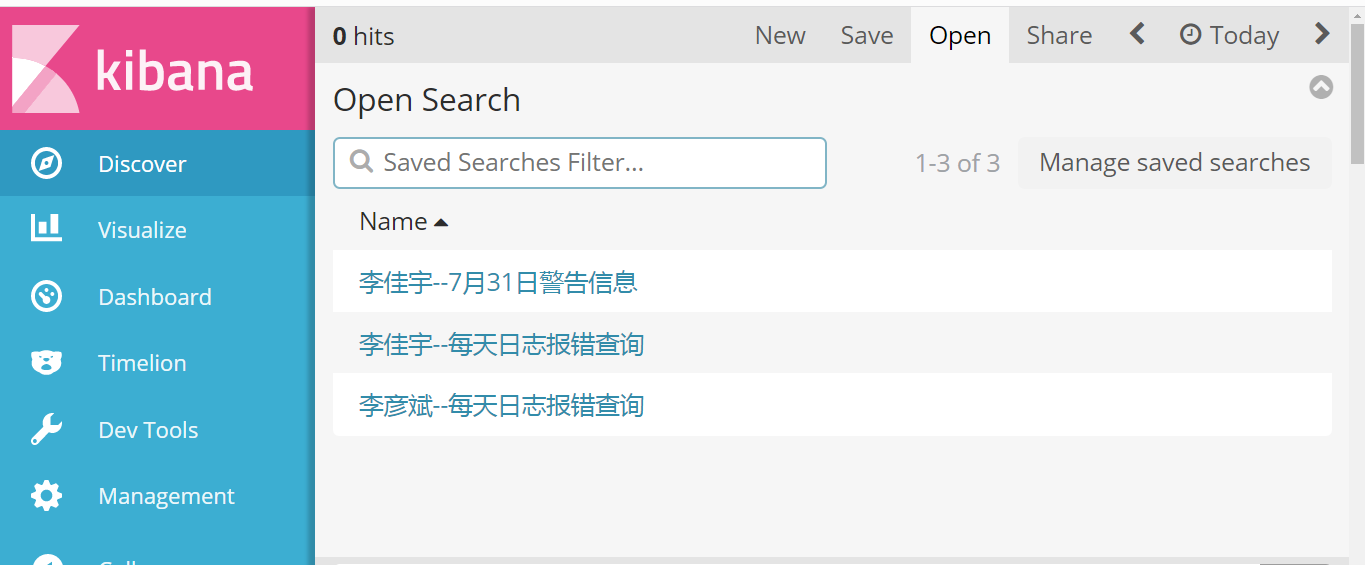 kibana
Discover
Visualize
Dashboard
Timelion
Dev Tools
Management
0 hits
New Save Open Share Today
Open Search
Saved Searches Filter...
1-3 of 3 Manage saved searches
Name
李佳宇--7月31日警告信息
李佳宇--每天日志报错查询
李彦斌--每天日志报错查询